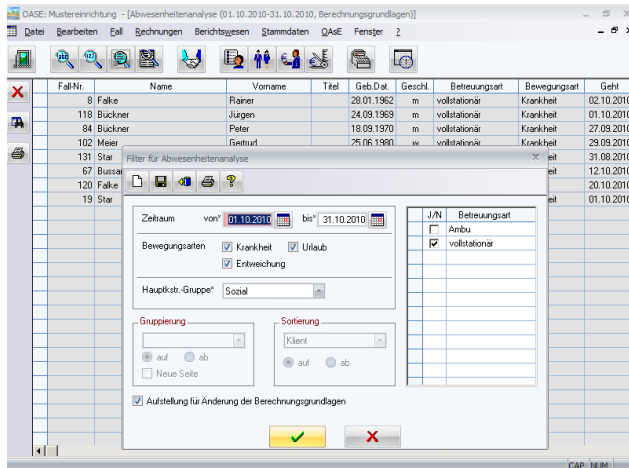 OASE: Mustereinrichtung - [Abwesenheitenanalyse (01.10.2010-31.10.2010, Berechnungsgrundlagen)]
Datei Bearbeiten Fall Rechnungen Berichtswesen Stammdaten QAsE Fenster ?
Fall-Nr. Name Vorname Titel Geb.Dat. Geschl. Betreuungsart Bewegungsart Geht
8 Falke Rainer 28.01.1962 m vollstationär Krankheit 02.10.2010
118 Bückner Jürgen 24.09.1969 m vollstationär Krankheit 01.10.2010
84 Bückner Peter 18.09.1970 m vollstationär Krankheit 27.09.2010
102 Meier Gertrud 25.06.1980 w vollstationär Krankheit 29.09.2010
131 Star 31.08.2010
67 12.10.2010
120 Falke 20.10.2010
19 Star 01.10.2010
Filter für Abwesenheitenanalyse
Zeitraum von* 01.10.2010 bis* 31.10.2010
J/N Betreuungsart
Ambu
vollstationär
Bewegungsarten Krankheit Urlaub
Entweichung
Hauptkstr.-Gruppe* Sozial
Gruppierung
auf ab
Neue Seite
Sortierung
Klient
auf ab
Aufstellung für Änderung der Berechnungsgrundlagen
CAP NUM